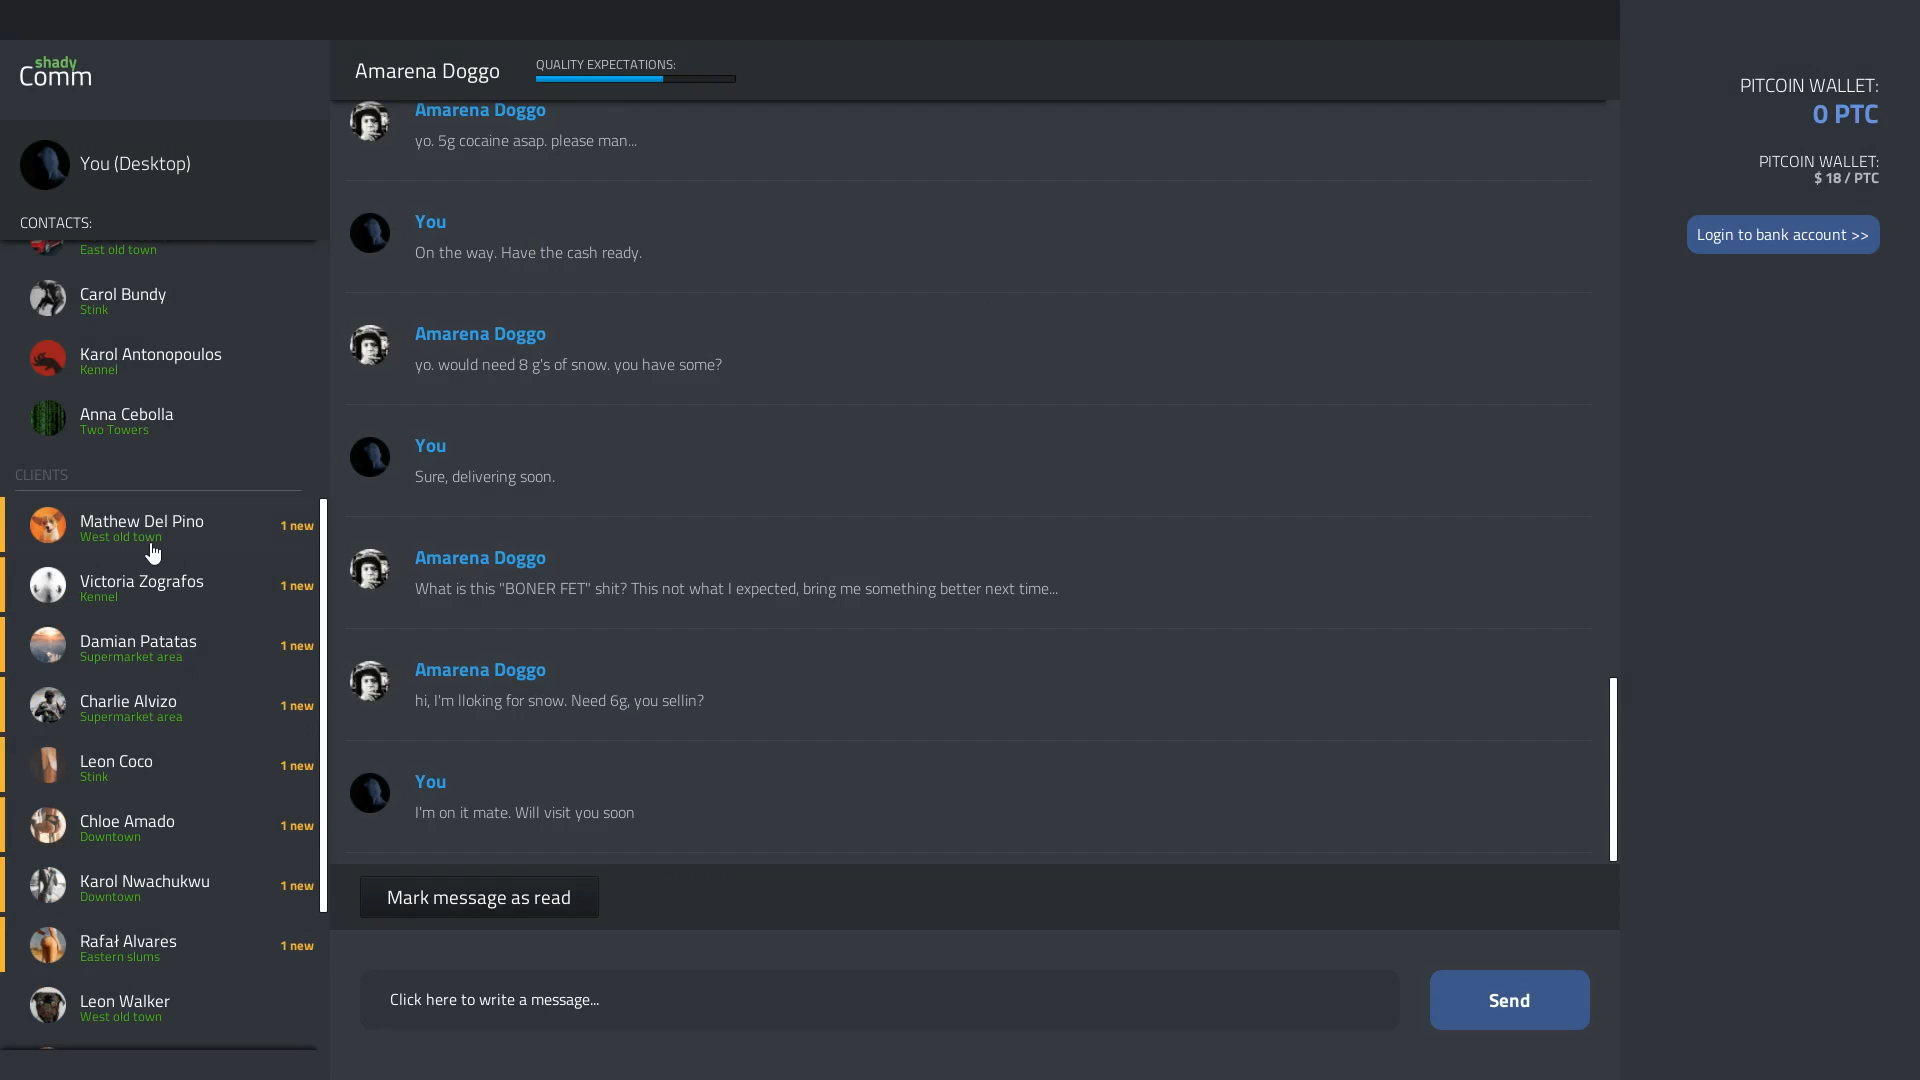 shady
Comm
You (Desktop)
CONTACTS:
East old town
Carol Bundy
Stink
Karol Antonopoulos
Kennel
Anna Cebolla
Two Towers
CLIENTS
Mathew Del Pino
West old town
1 new
Victoria Zografos
Kennel
1 new
Damian Patatas
Supermarket area
1 new
Charlie Alvizo
Supermarket area
1 new
Leon Coco
Stink
1 new
Chloe Amado
Downtown
1 new
Karol Nwachukwu
Downtown
1 new
Rafał Alvares
Eastern slums
1 new
Leon Walker
West old town
Amarena Doggo
QUALITY EXPECTATIONS:
Amarena Doggo
yo. 5g cocaine asap. please man...
You
On the way. Have the cash ready.
Amarena Doggo
yo. would need 8 g's of snow. you have some?
You
Sure, delivering soon.
Amarena Doggo
What is this "BONER FET" shit? This not what I expected, bring me something better next time...
Amarena Doggo
hi, I'm lloking for snow. Need 6g, you sellin?
You
I'm on it mate. Will visit you soon
Mark message as read
Click here to write a message...
Send
PITCOIN WALLET:
0 PTC
PITCOIN WALLET:
$ 18 / PTC
Login to bank account >>